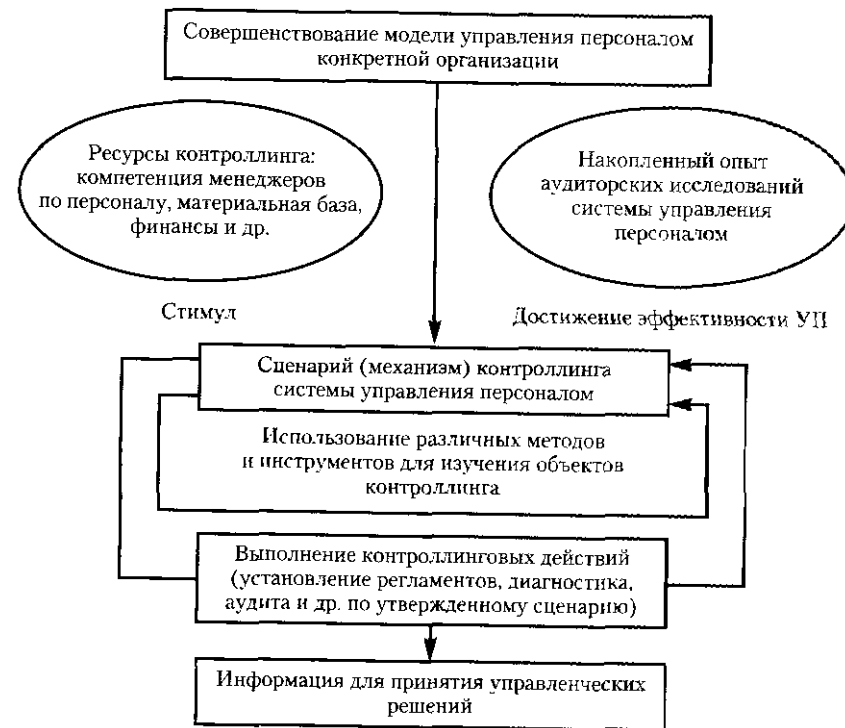 Совершенствование модели управления персоналом
конкретной организации
Ресурсы контроллинга:
компетенция менеджеров
по персоналу, материальная база,
финансы и др.
Накопленный опыт
аудиторских исследований
системы управления
персоналом
Стимул
Достижение эффективности УП
Сценарий (механизм) контроллинга
системы управления персоналом
Использование различных методов
и инструментов для изучения объектов
контроллинга
Выполнение контроллинговых действий
(установление регламентов, диагностика,
аудита и др. по утвержденному сценарию)
Информация для принятия управленческих
решений